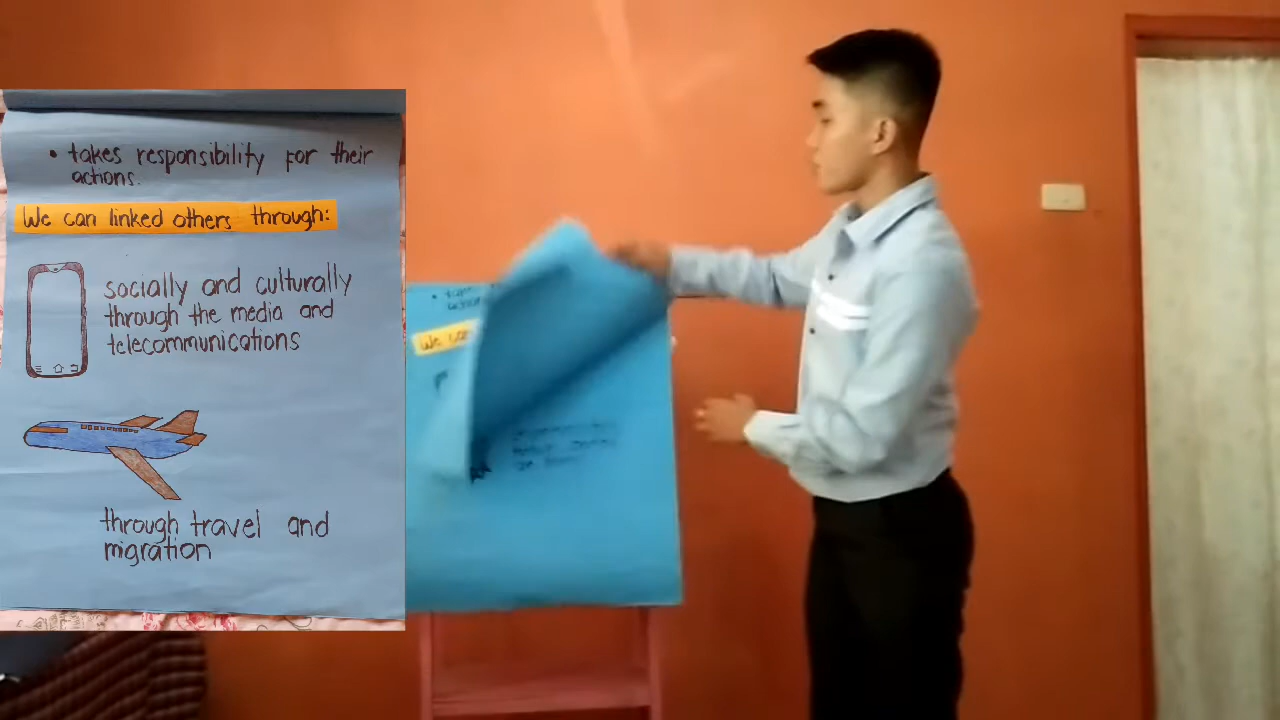 • takes responsibility for their
actions.
We can linked others through:
socially and culturally
through the media and
telecommunications
through travel and
migration
We